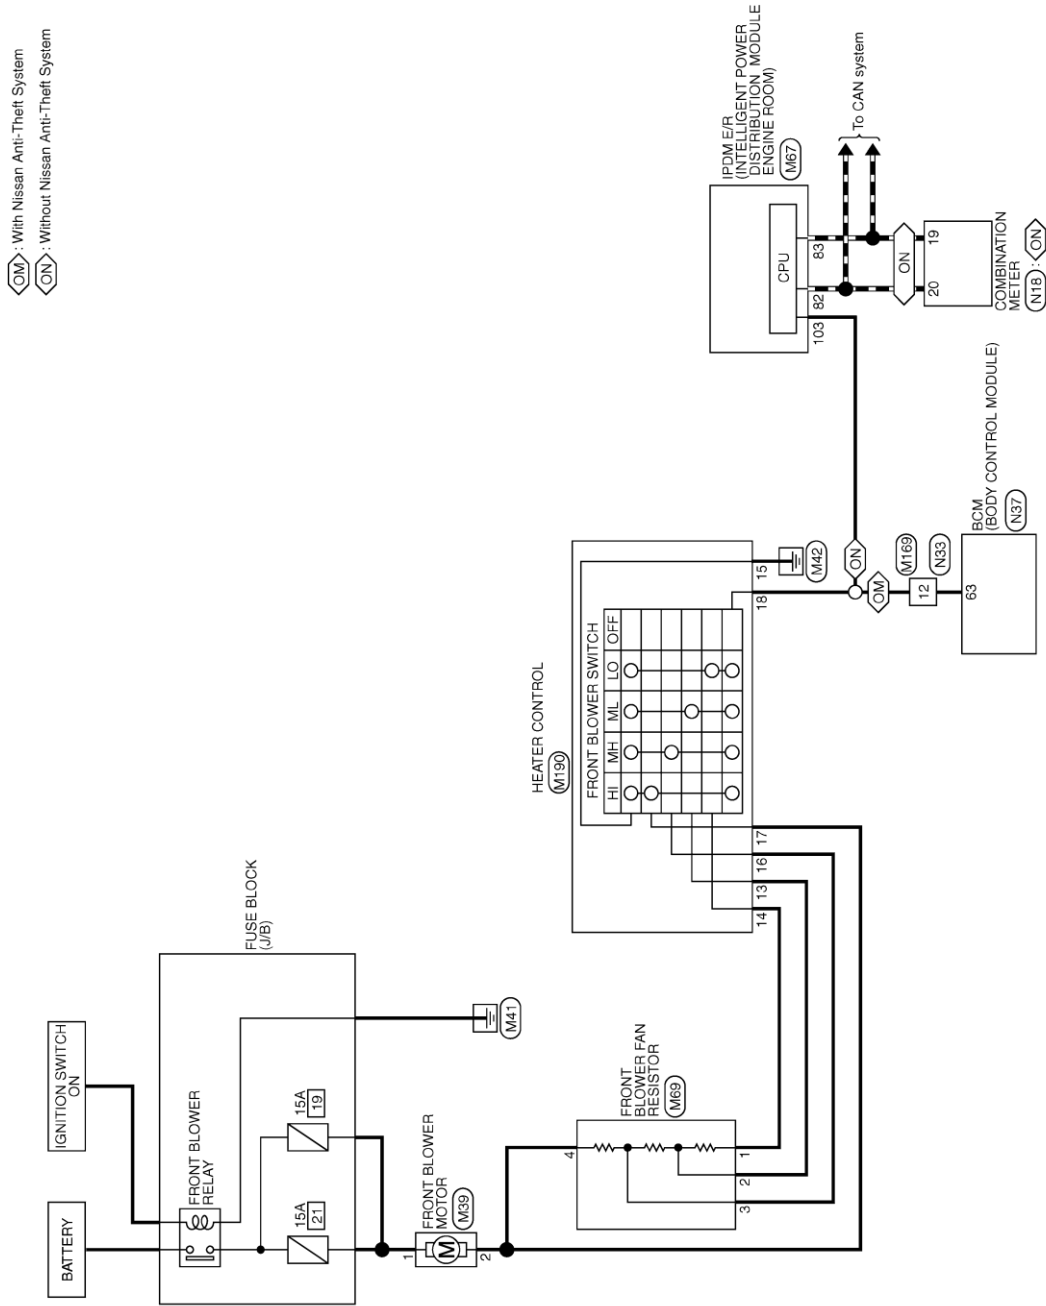 OM : With Nissan Anti-Theft System
ON : Without Nissan Anti-Theft System
BATTERY
IGNITION SWITCH
ON
FUSE BLOCK
(J/B)
FRONT BLOWER
RELAY
15A
21
15A
19
M41
1
FRONT BLOWER
MOTOR
M39
M
2
FRONT
BLOWER FAN
RESISTOR
M69
4
3
2
1
HEATER CONTROL
M190
FRONT BLOWER SWITCH
HI
MH
ML
LO
OFF
14
13
16
17
18
15
M42
ON
OM
12
M169
N33
63
BCM
(BODY CONTROL MODULE)
N37
IPDM E/R
(INTELLIGENT POWER
DISTRIBUTION MODULE
ENGINE ROOM)
M67
CPU
103
82
83
To CAN system
ON
20
19
COMBINATION
METER
N18 : ON